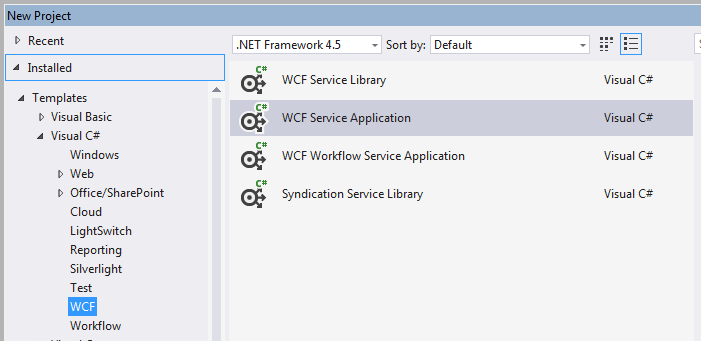 New Project
Recent
Installed
Templates
Visual Basic
Visual C#
Windows
Web
Office/SharePoint
Cloud
LightSwitch
Reporting
Silverlight
Test
WCF
Workflow
.NET Framework 4.5 Sort by: Default
C# WCF Service Library Visual C#
C# WCF Service Application Visual C#
C# WCF Workflow Service Application Visual C#
C# Syndication Service Library Visual C#